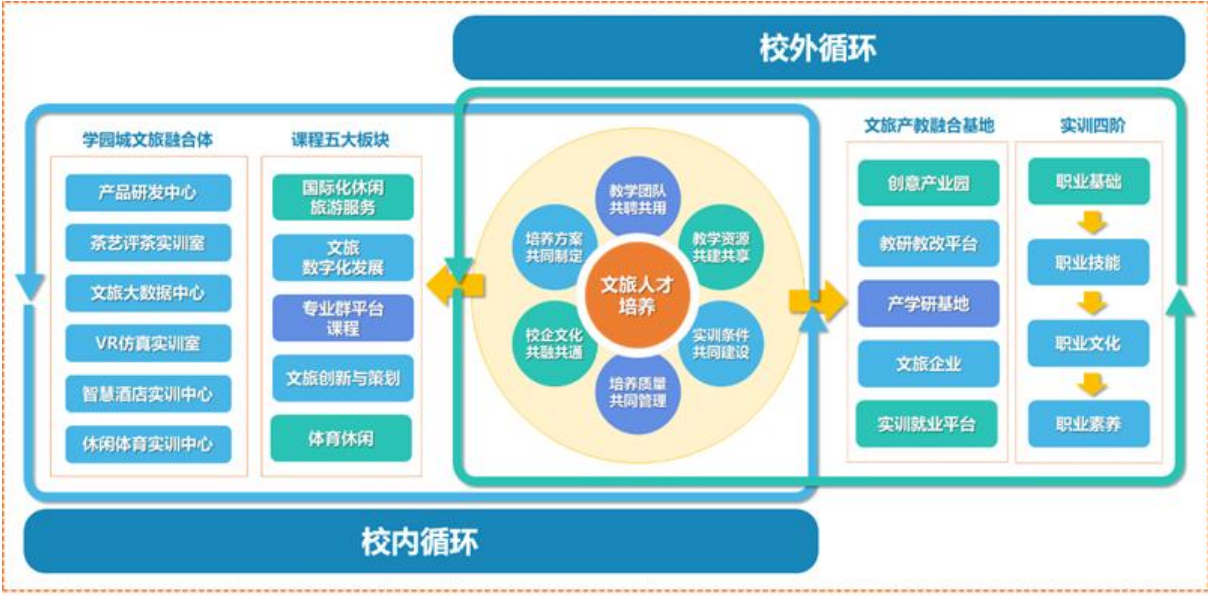 校外循环
学园城文旅融合体
产品研发中心
茶艺评茶实训室
文旅大数据中心
VR仿真实训室
智慧酒店实训中心
休闲体育实训中心
课程五大板块
国际化休闲
旅游服务
文旅
数字化发展
专业群平台
课程
文旅创新与策划
体育休闲
教学团队
共聘共用
培养方案
共同制定
教学资源
共建共享
文旅人才
培养
校企文化
共融共通
实训条件
共同建设
培养质量
共同管理
文旅产教融合基地
创意产业园
教研教改平台
产学研基地
文旅企业
实训就业平台
实训四阶
职业基础
职业技能
职业文化
职业素养
校内循环